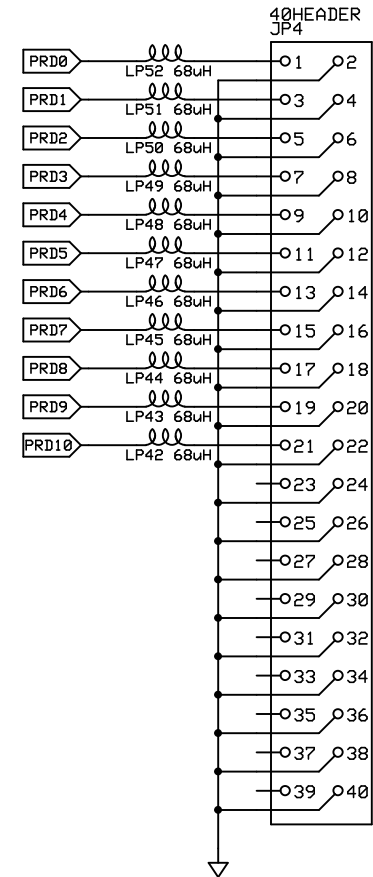 40HEADER
JP4
PRD0 1 2
LP52 68uH
PRD1 3 4
LP51 68uH
PRD2 5 6
LP50 68uH
PRD3 7 8
LP49 68uH
PRD4 9 10
LP48 68uH
PRD5 11 12
LP47 68uH
PRD6 13 14
LP46 68uH
PRD7 15 16
LP45 68uH
PRD8 17 18
LP44 68uH
PRD9 19 20
LP43 68uH
PRD10 21 22
LP42 68uH
23 24
25 26
27 28
29 30
31 32
33 34
35 36
37 38
39 40